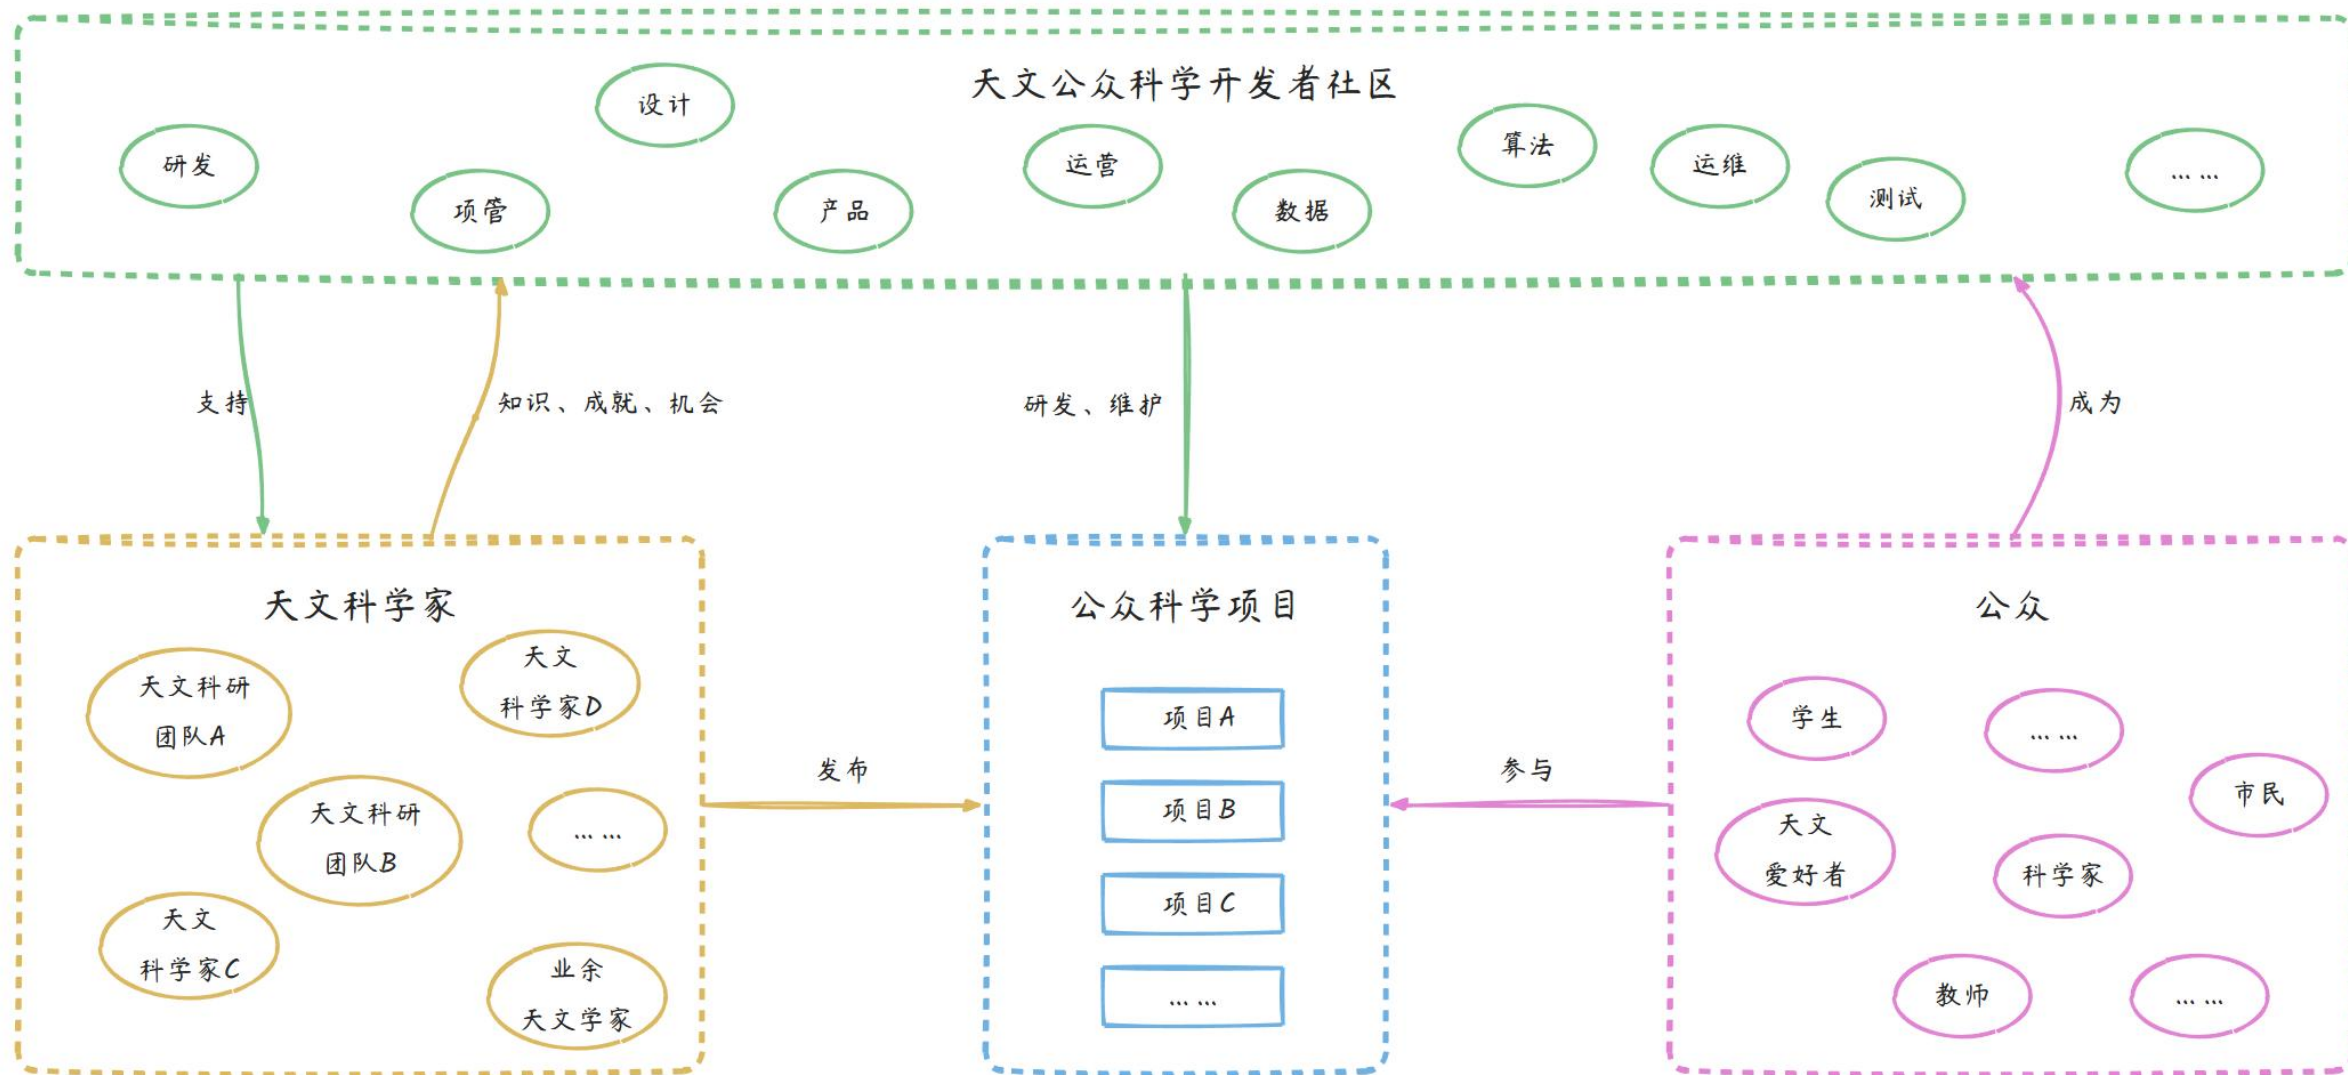 天文公众科学开发者社区
设计
研发
项管
产品
运营
数据
算法
运维
测试
... ...
支持
知识、成就、机会
研发、维护
成为
天文科学家
天文科研
团队A
天文
科学家D
天文科研
团队B
... ...
天文
科学家C
业余
天文学家
发布
公众科学项目
项目A
项目B
项目C
... ...
参与
公众
学生
... ...
市民
天文
爱好者
科学家
教师
... ...